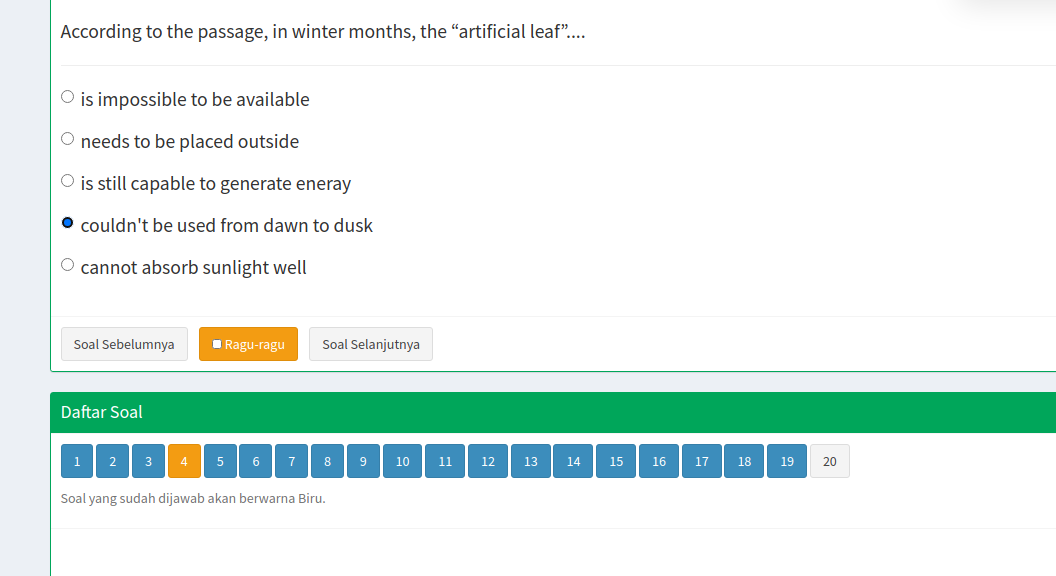 According to the passage, in winter months, the “artificial leaf”....
is impossible to be available
needs to be placed outside
is still capable to generate eneray
couldn't be used from dawn to dusk
cannot absorb sunlight well
Soal Sebelumnya Ragu-ragu Soal Selanjutnya
Daftar Soal
1 2 3 4 5 6 7 8 9 10 11 12 13 14 15 16 17 18 19 20
Soal yang sudah dijawab akan berwarna Biru.